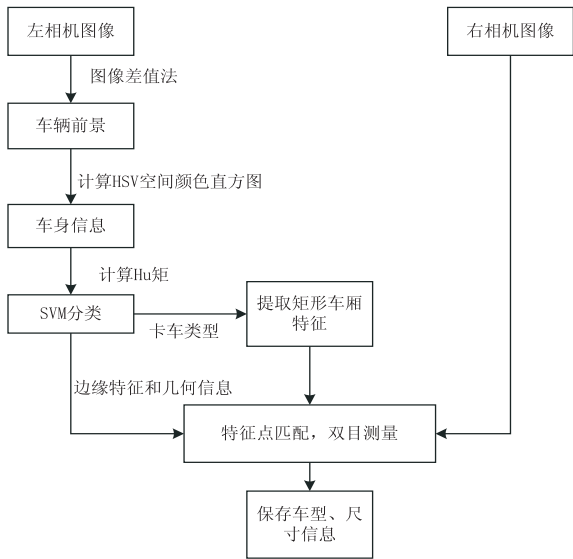 左相机图像
右相机图像
图像差值法
车辆前景
计算HSV空间颜色直方图
车身信息
计算Hu矩
SVM分类
卡车类型
提取矩形车厢
特征
边缘特征和几何信息
特征点匹配，双目测量
保存车型、尺
寸信息